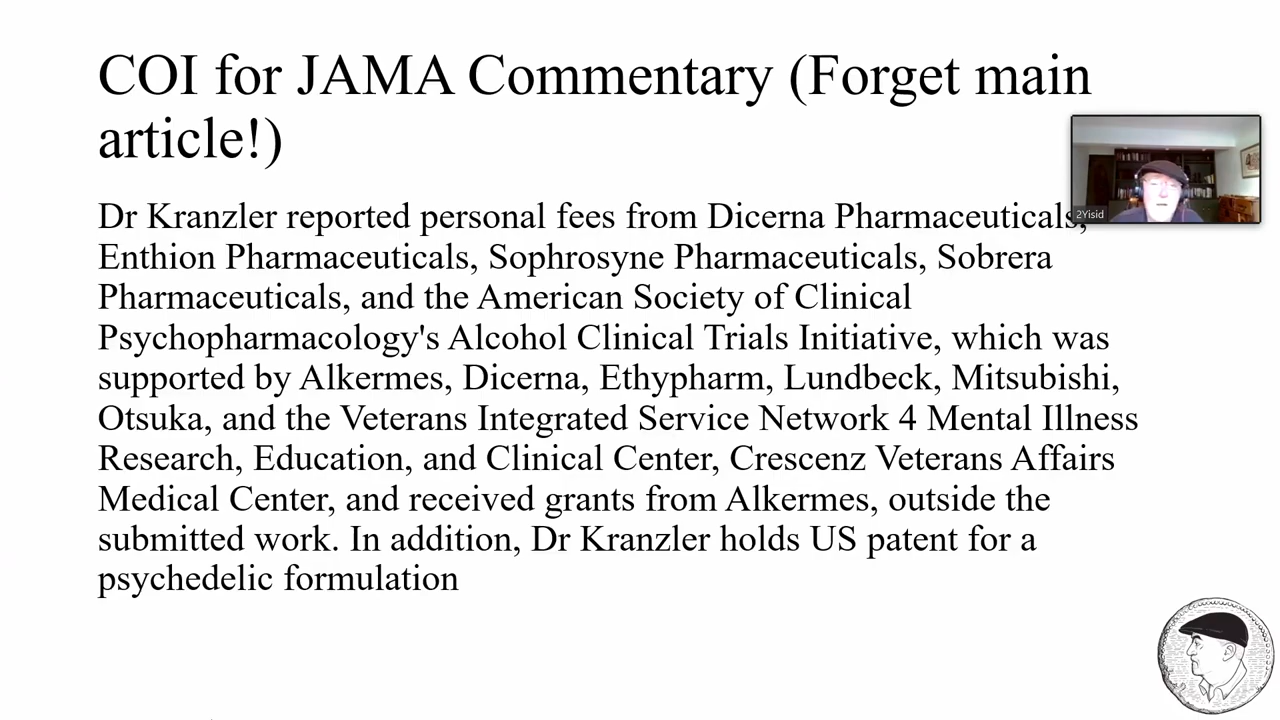 COI for JAMA Commentary (Forget main
article!)
Dr Kranzler reported personal fees from Dicerna Pharmaceuticals,
Enthion Pharmaceuticals, Sophrosyne Pharmaceuticals, Sobrera
Pharmaceuticals, and the American Society of Clinical
Psychopharmacology's Alcohol Clinical Trials Initiative, which was
supported by Alkermes, Dicerna, Ethypharm, Lundbeck, Mitsubishi,
Otsuka, and the Veterans Integrated Service Network 4 Mental Illness
Research, Education, and Clinical Center, Crescenz Veterans Affairs
Medical Center, and received grants from Alkermes, outside the
submitted work. In addition, Dr Kranzler holds US patent for a
psychedelic formulation
2Yisid